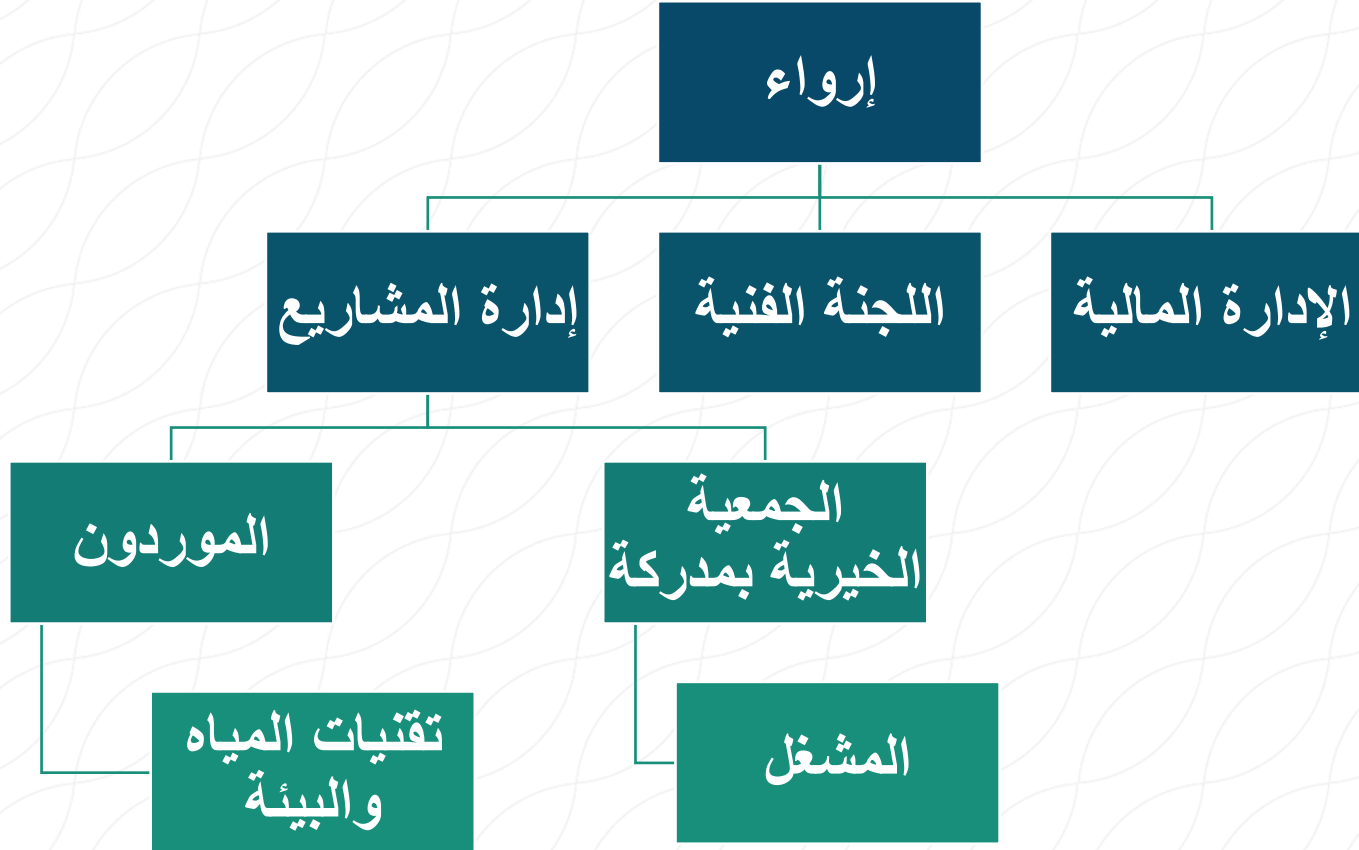 إرواء
الإدارة المالية
اللجنة الفنية
إدارة المشاريع
الجمعية
الخيرية بمدركة
الموردون
المشغل
تقنيات المياه
والبيئة